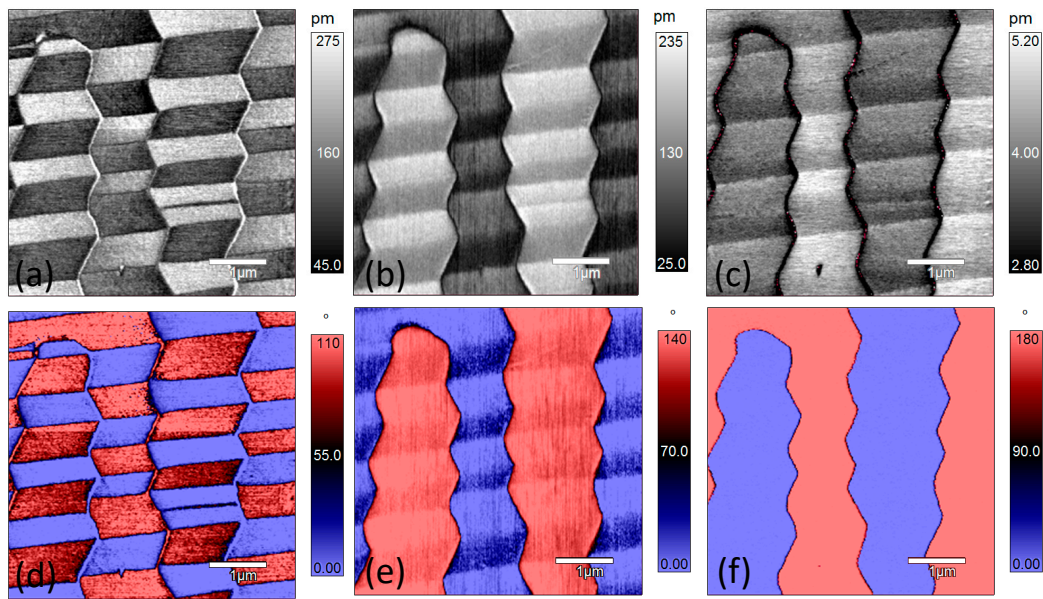 pm
275
160
45.0
(a)
1µm
pm
235
130
25.0
(b)
1µm
pm
5.20
4.00
2.80
(c)
1µm
o
110
55.0
0.00
(d)
1µm
o
140
70.0
0.00
(e)
1µm
o
180
90.0
0.00
(f)
1µm